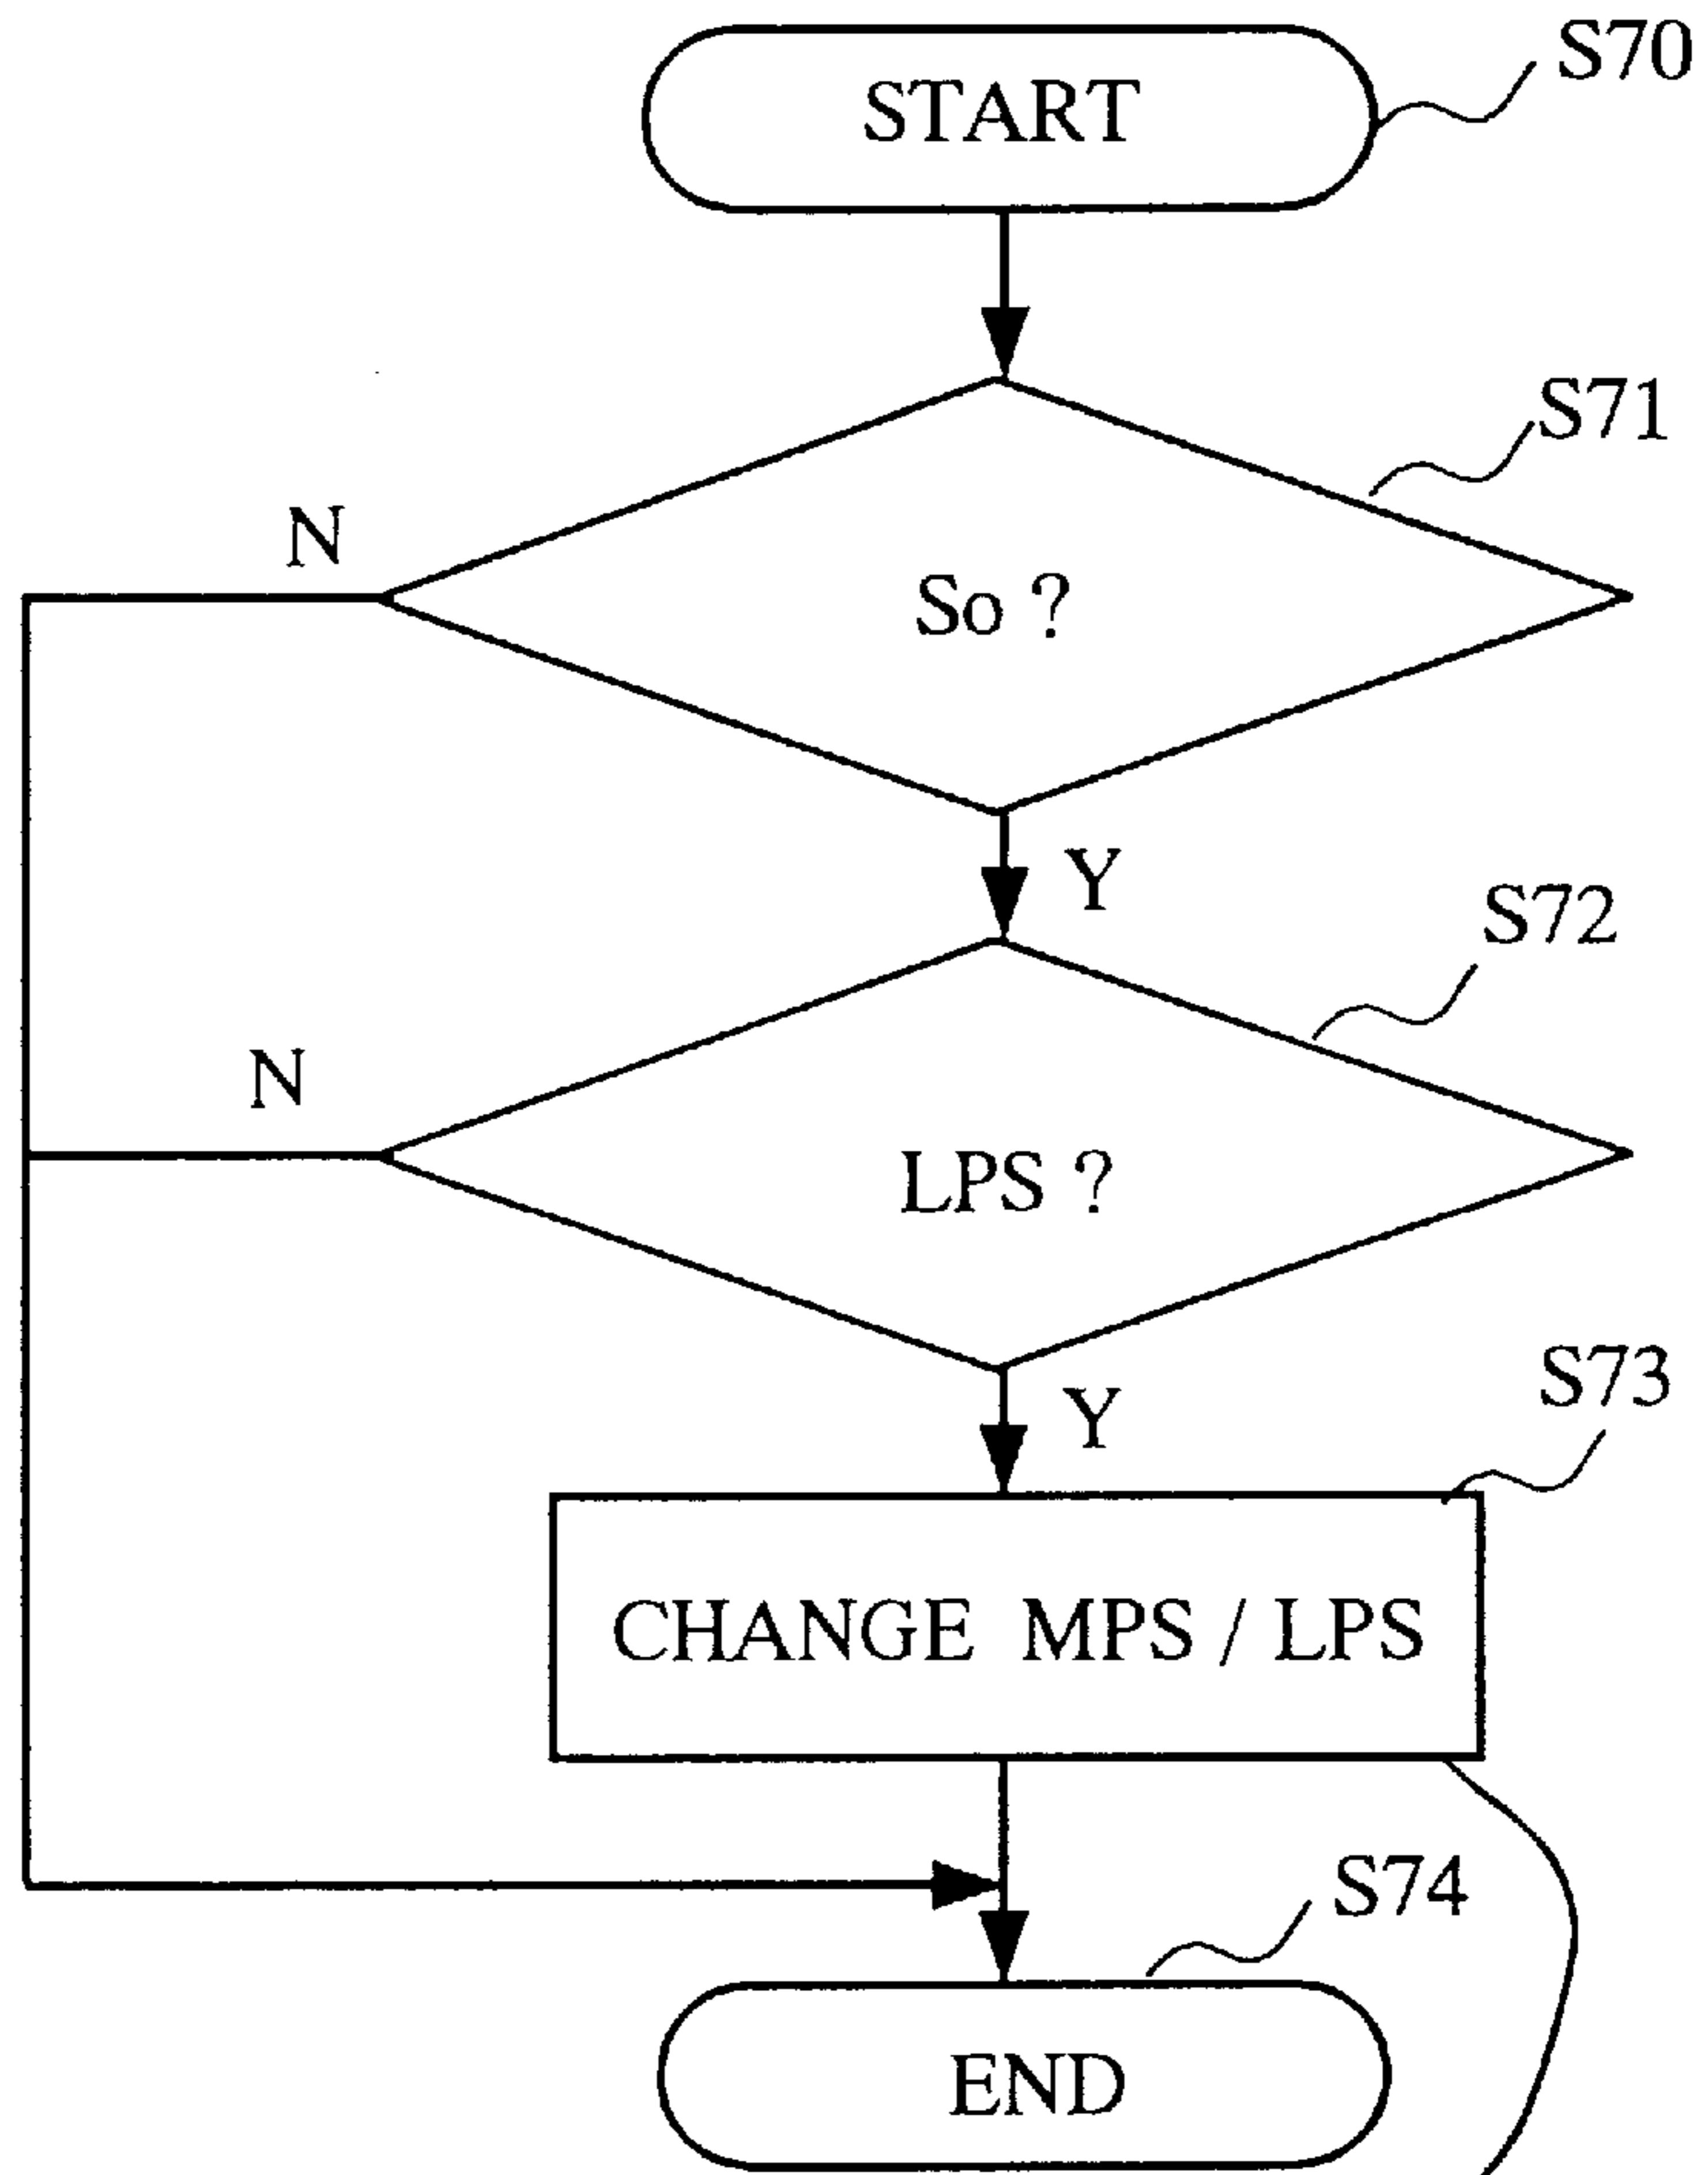 START
S70
S71
N
So ?
Y
S72
N
LPS ?
Y
S73
CHANGE MPS / LPS
S74
END